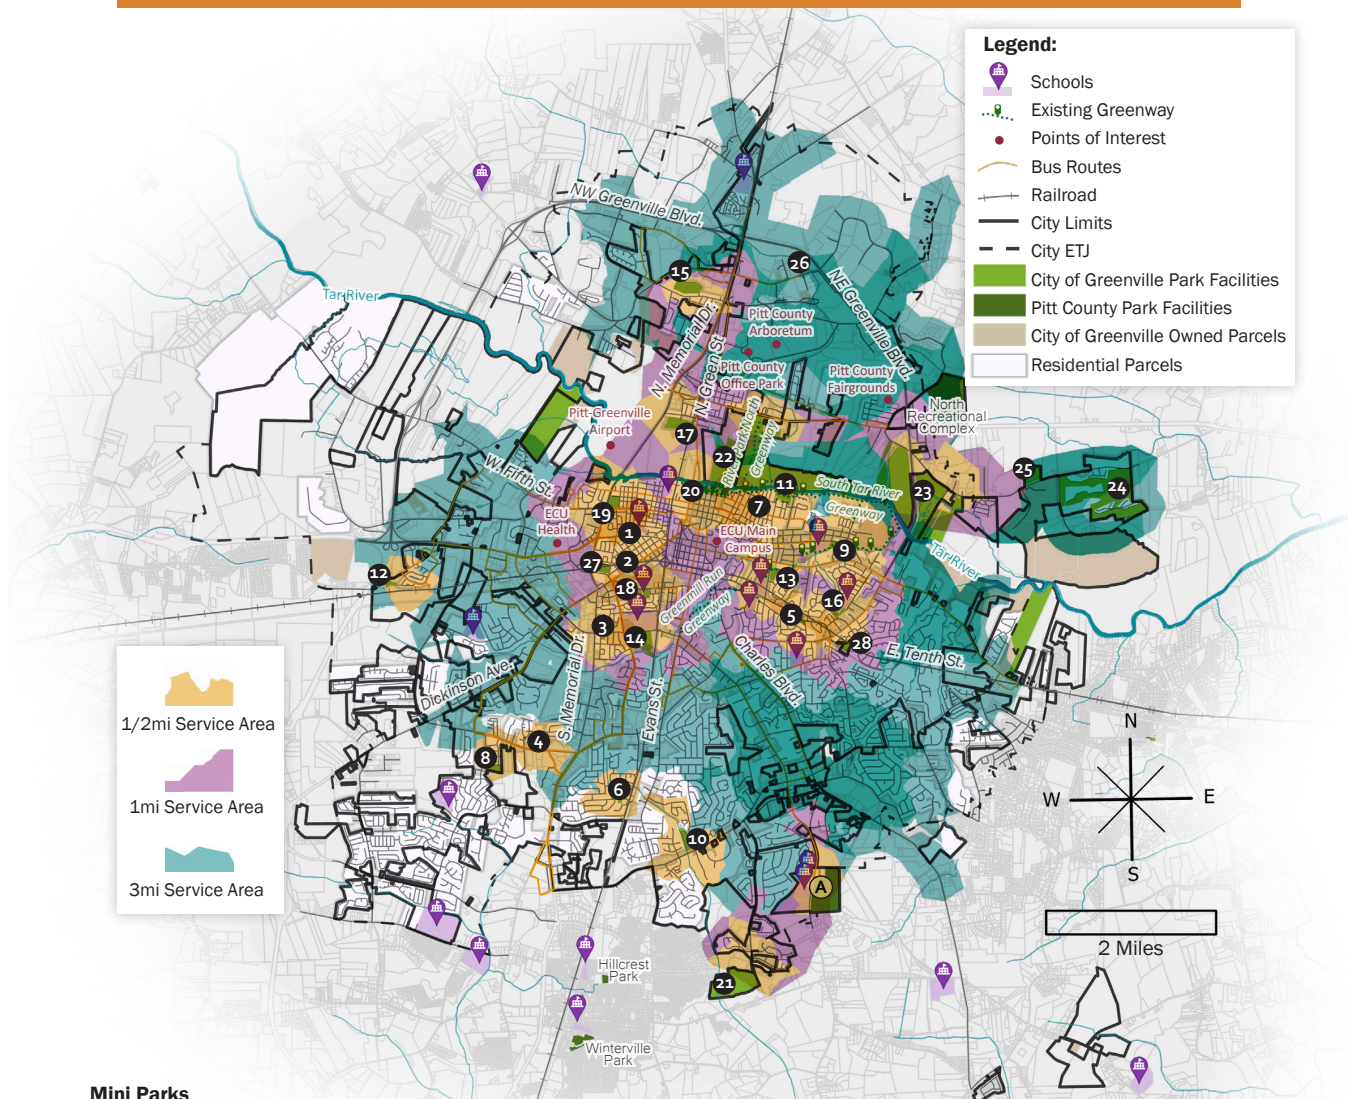 Legend:
Schools
Existing Greenway
Points of Interest
Bus Routes
Railroad
City Limits
City ETJ
City of Greenville Park Facilities
Pitt County Park Facilities
City of Greenville Owned Parcels
Residential Parcels
NW Greenville Blvd.
26
15
NE Greenville Blvd.
Tar River
N. Memorial Dr.
N. Green St
Pitt County
Arboretum
Pitt County
Office Park
Pitt County
Fairgrounds
North
Recreational
Complex
Pitt-Greenville
Airport
17
River Park North
Greenway
22
W. Fifth St.
25
24
23
20
11
South Tar River
Greenway
7
19
ECU
Health
1
ECU Main
Campus
9
Tar River
27
2
12
13
18
Greenmill Run
Greenway
16
5
3
14
28
E. Tenth St.
Charles Blvd.
Dickinson Ave.
S. Memorial Dr.
Evans St.
1/2mi Service Area
1mi Service Area
3mi Service Area
4
8
6
10
N
W
E
S
A
2 Miles
21
Hillcrest
Park
Winterville
Park
Mini Parks